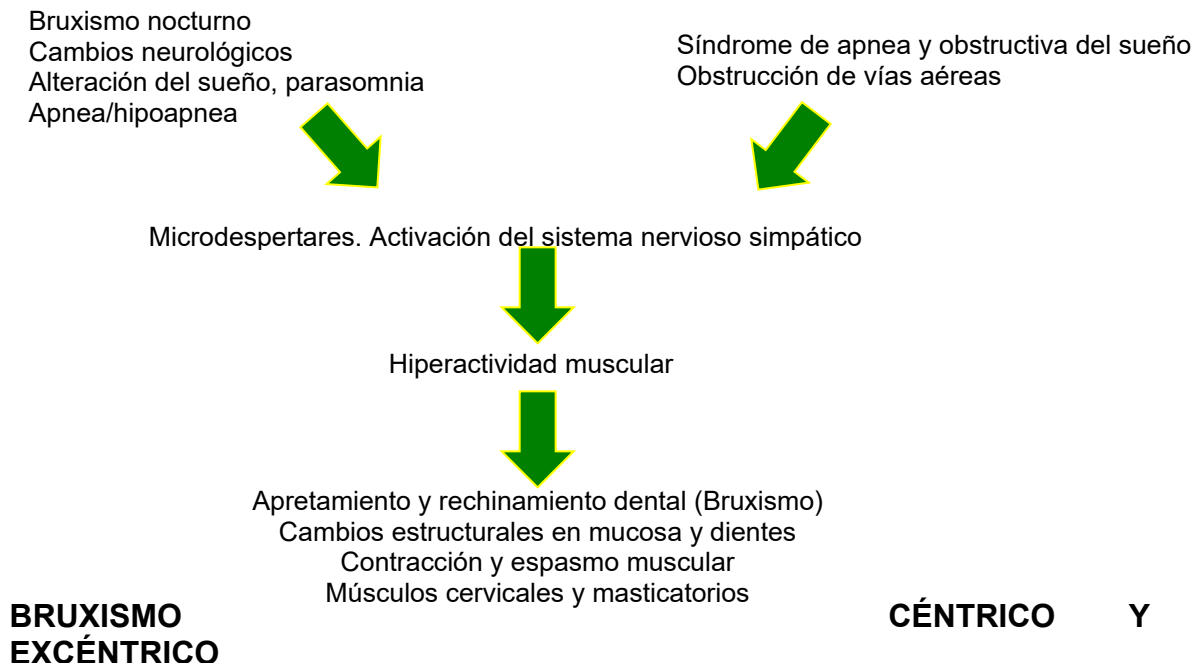 Bruxismo nocturno
Cambios neurológicos
Alteración del sueño, parasomnia
Apnea/hipoapnea
Síndrome de apnea y obstructiva del sueño
Obstrucción de vías aéreas
Microdespertares. Activación del sistema nervioso simpático
Hiperactividad muscular
Apretamiento y rechinamiento dental (Bruxismo)
Cambios estructurales en mucosa y dientes
Contracción y espasmo muscular
Músculos cervicales y masticatorios
BRUXISMO CÉNTRICO Y
EXCÉNTRICO